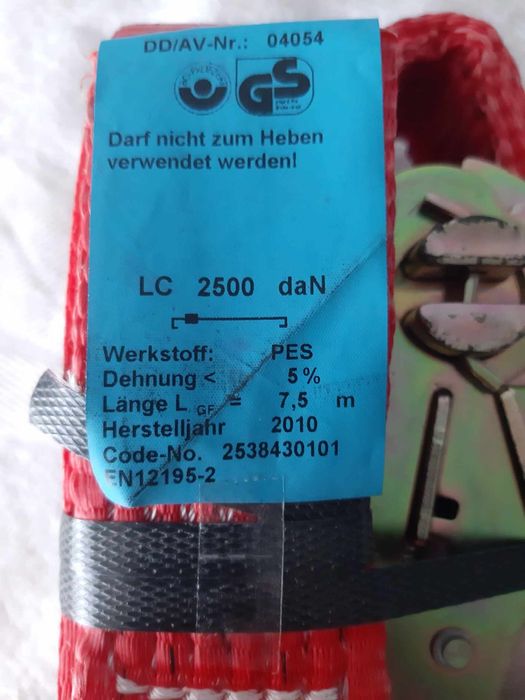 DD/AV-Nr.: 04054
GS
Darf nicht zum Heben
verwendet werden!
LC 2500 daN
Werkstoff: PES
Dehnung < 5%
Länge L GF = 7,5 m
Herstelljahr 2010
Code-No. 2538430101
EN12195-2